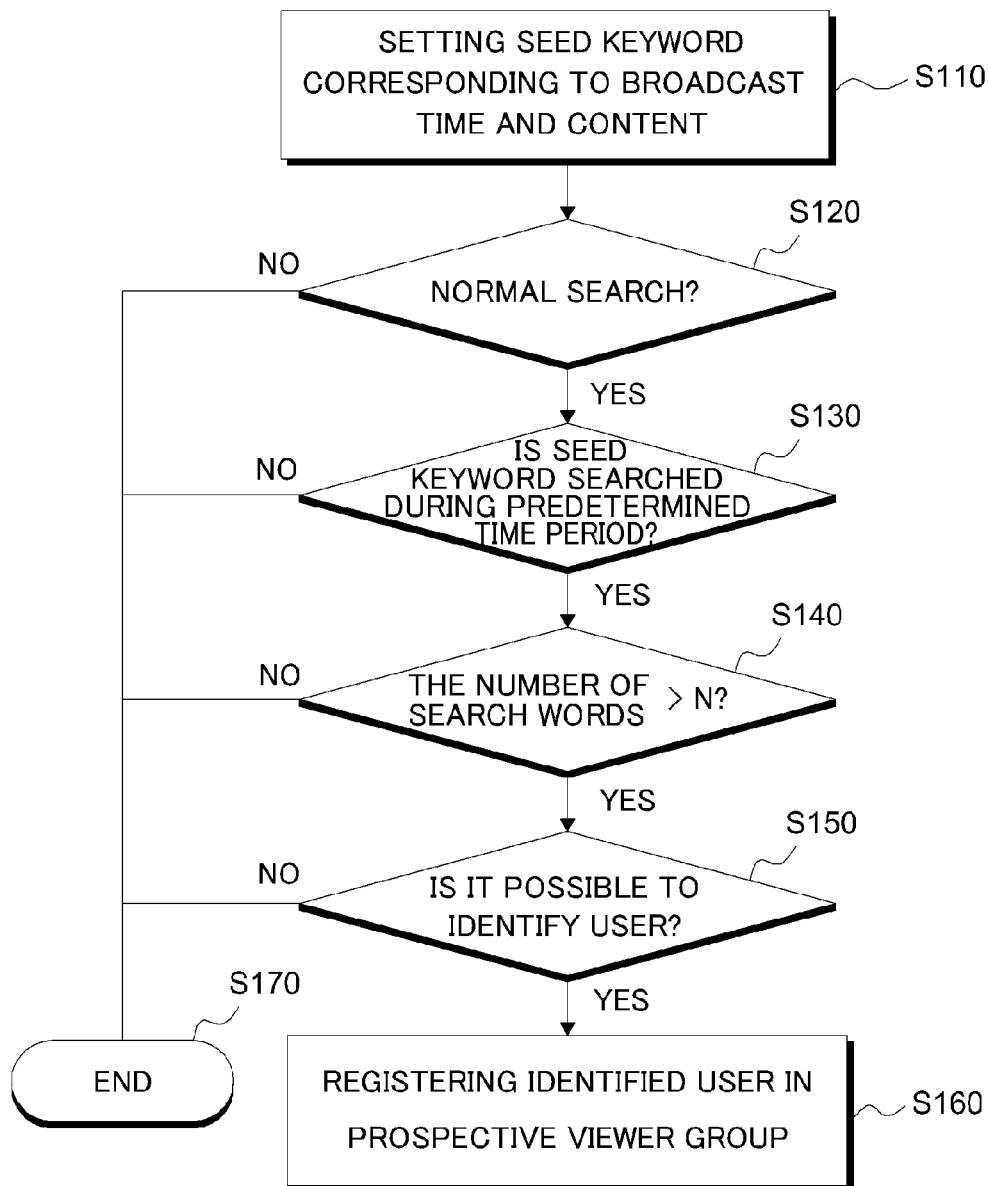 SETTING SEED KEYWORD
CORRESPONDING TO BROADCAST
TIME AND CONTENT
S110
S120
NO
NORMAL SEARCH?
YES
S130
NO
IS SEED
KEYWORD SEARCHED
DURING PREDETERMINED
TIME PERIOD?
YES
S140
NO
THE NUMBER OF
SEARCH WORDS > N?
YES
S150
NO
IS IT POSSIBLE TO
IDENTIFY USER?
YES
S170
END
REGISTERING IDENTIFIED USER IN
PROSPECTIVE VIEWER GROUP
S160